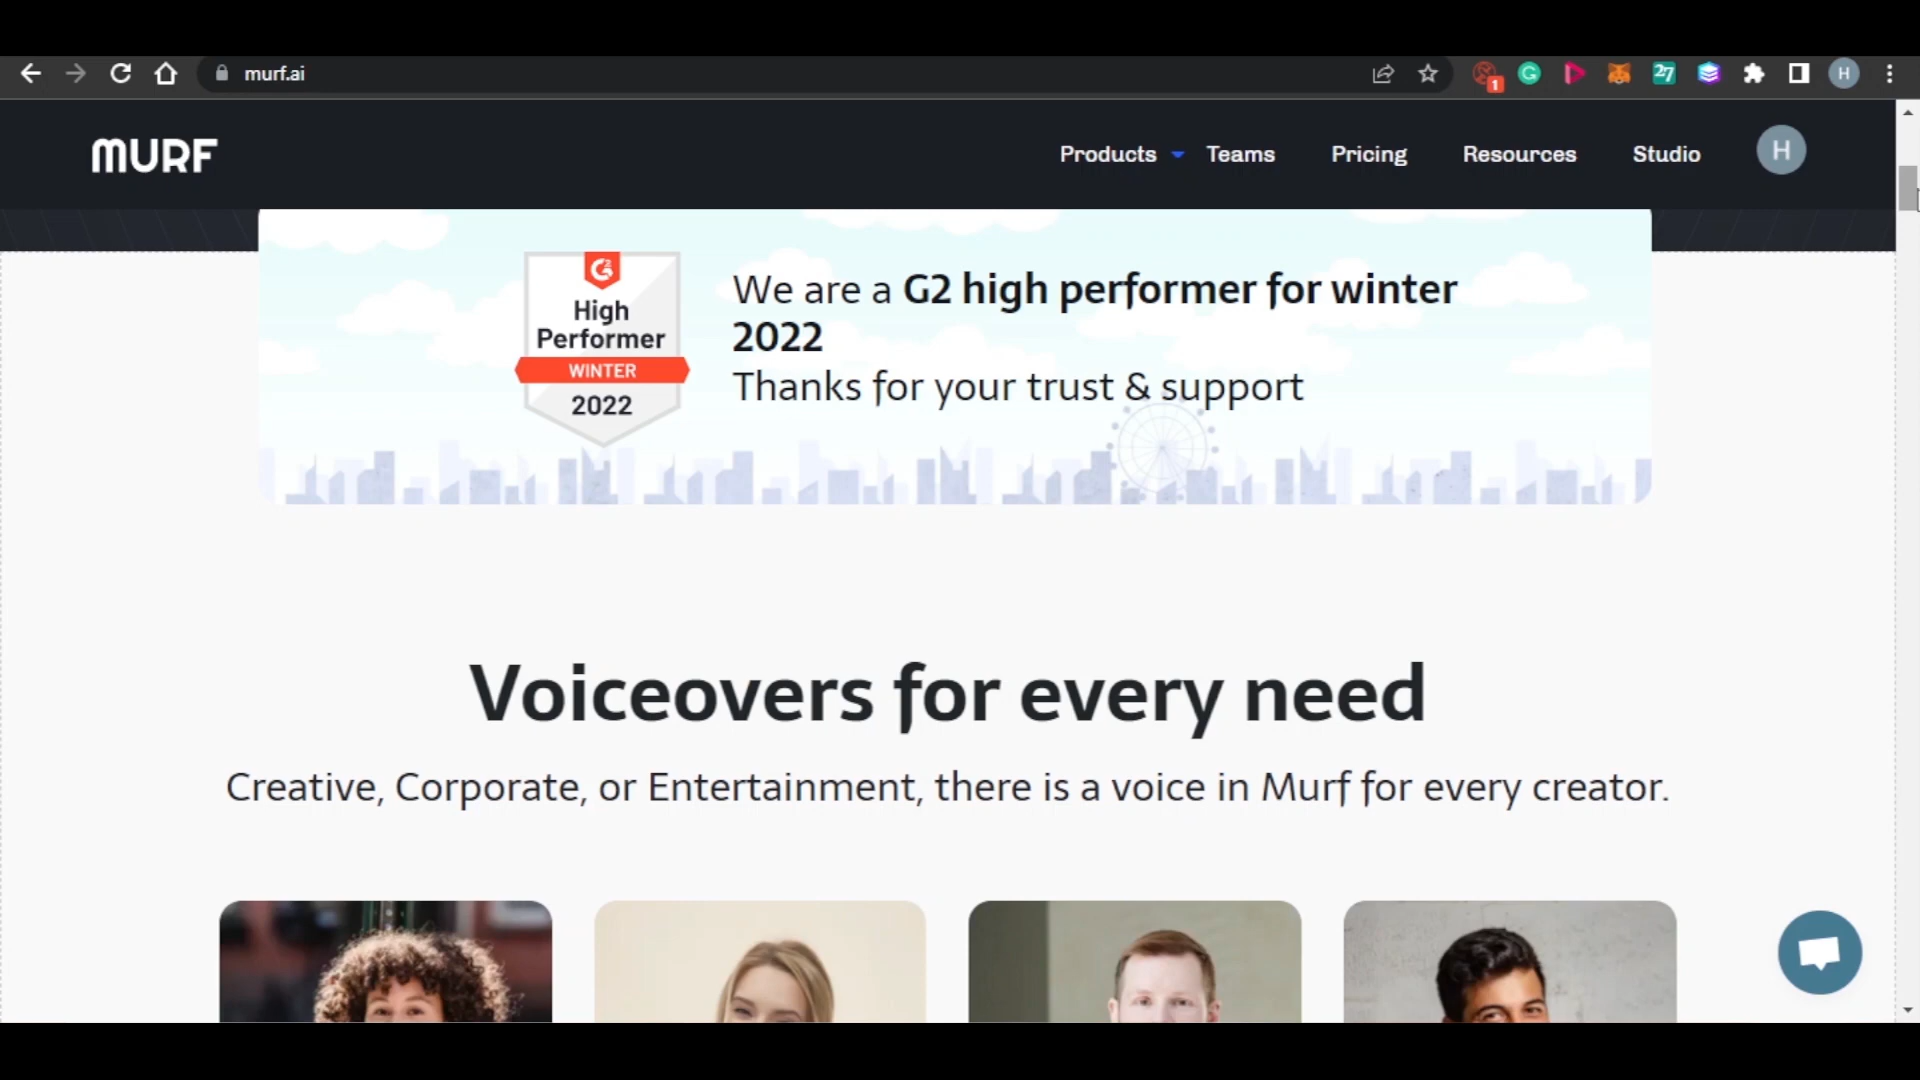 murf.ai
1
27
H
MURF
Products
Teams
Pricing
Resources
Studio
H
High
Performer
WINTER
2022
We are a G2 high performer for winter
2022
Thanks for your trust & support
Voiceovers for every need
Creative, Corporate, or Entertainment, there is a voice in Murf for every creator.